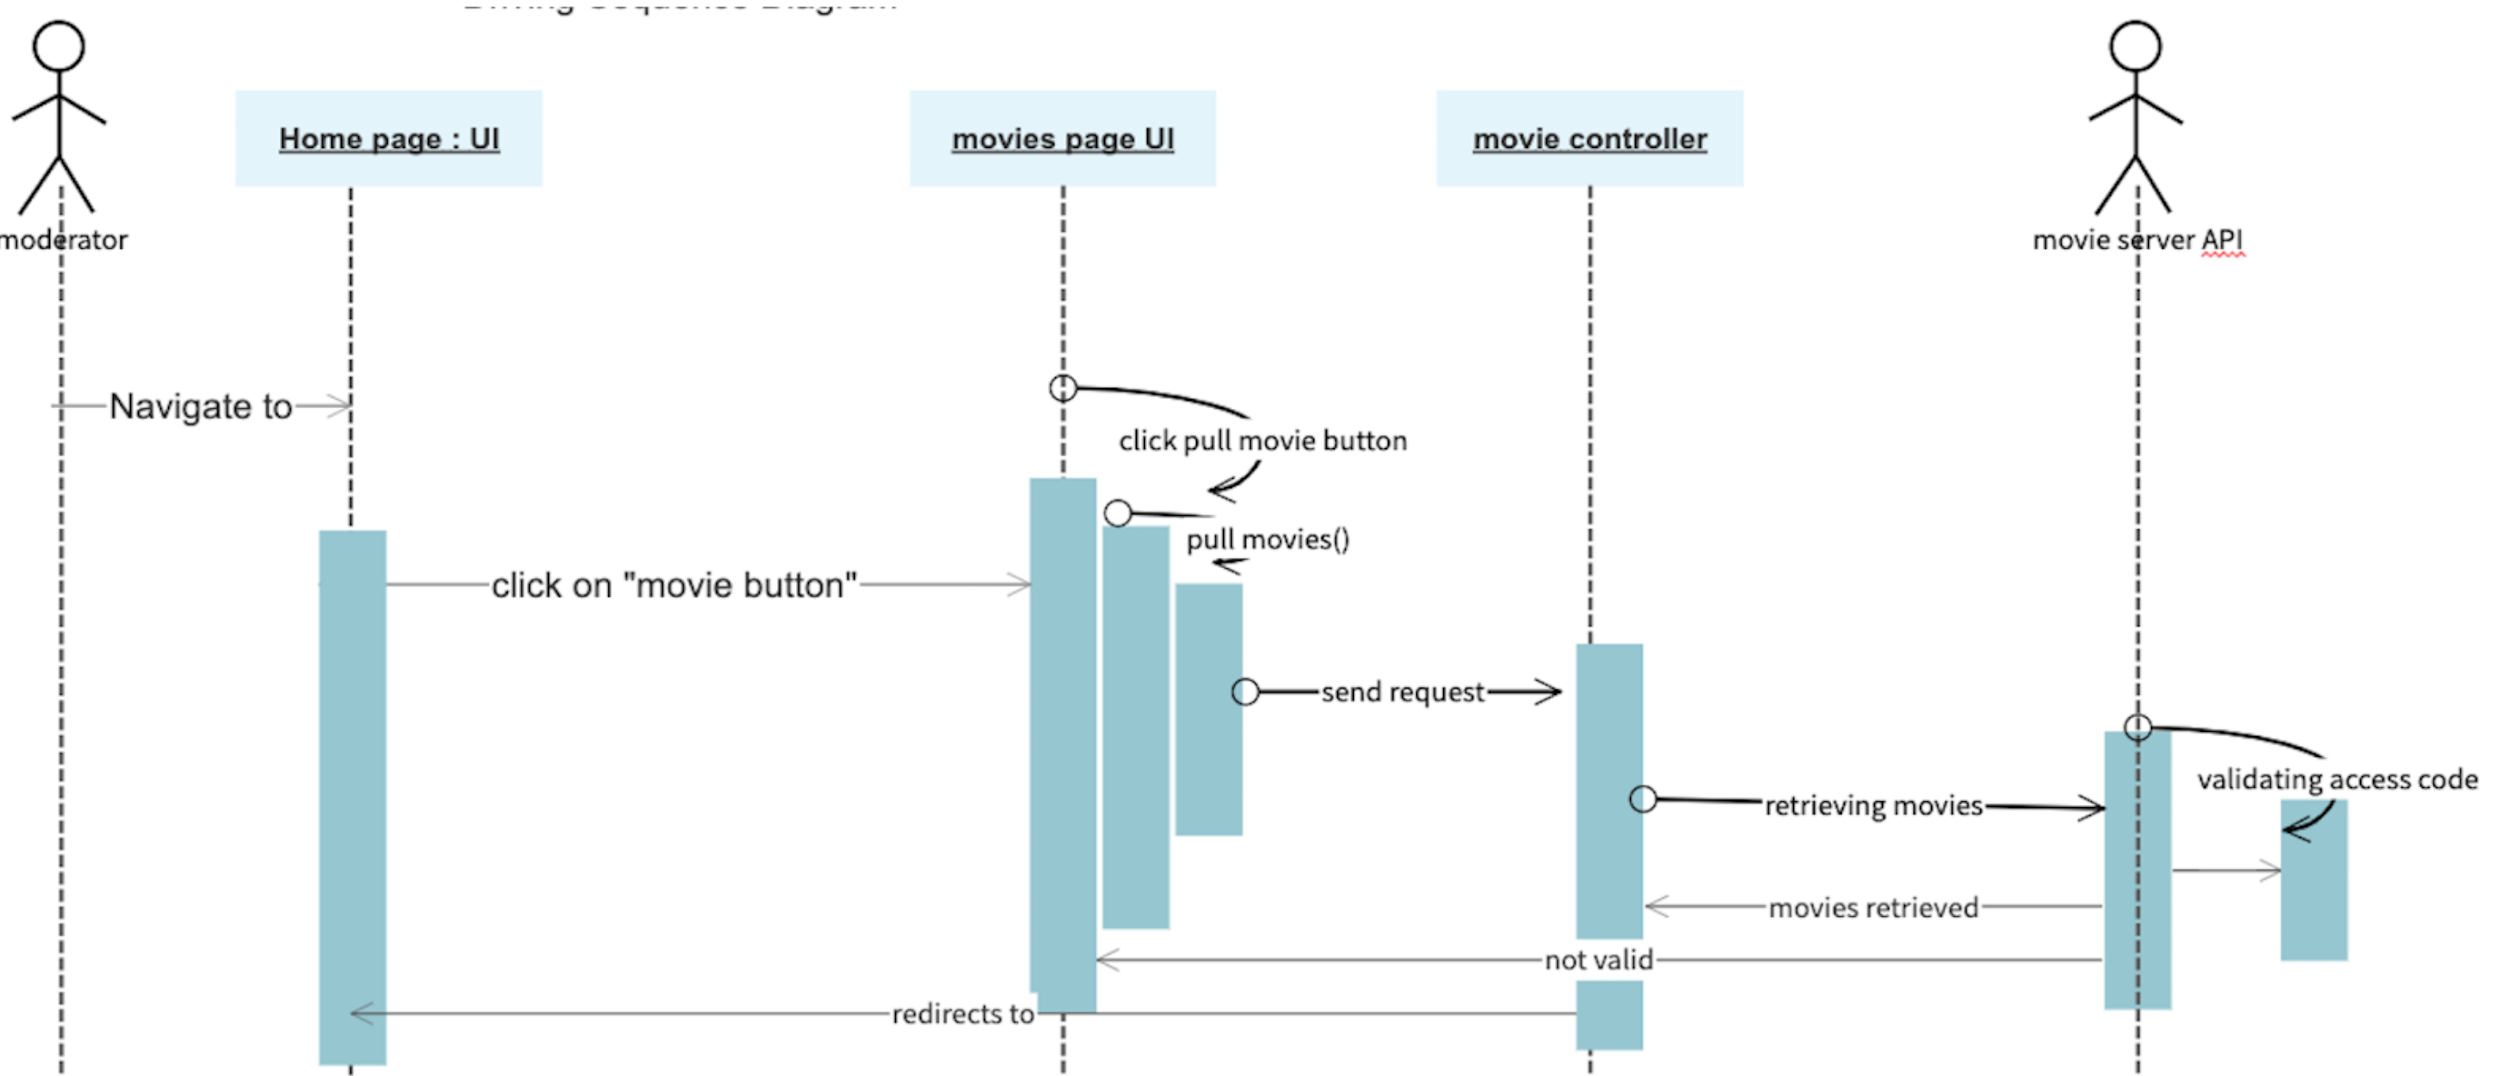 Home page : UI
movies page UI
movie controller
moderator
movie server API
Navigate to
click pull movie button
pull movies()
click on "movie button"
send request
validating access code
retrieving movies
movies retrieved
not valid
redirects to